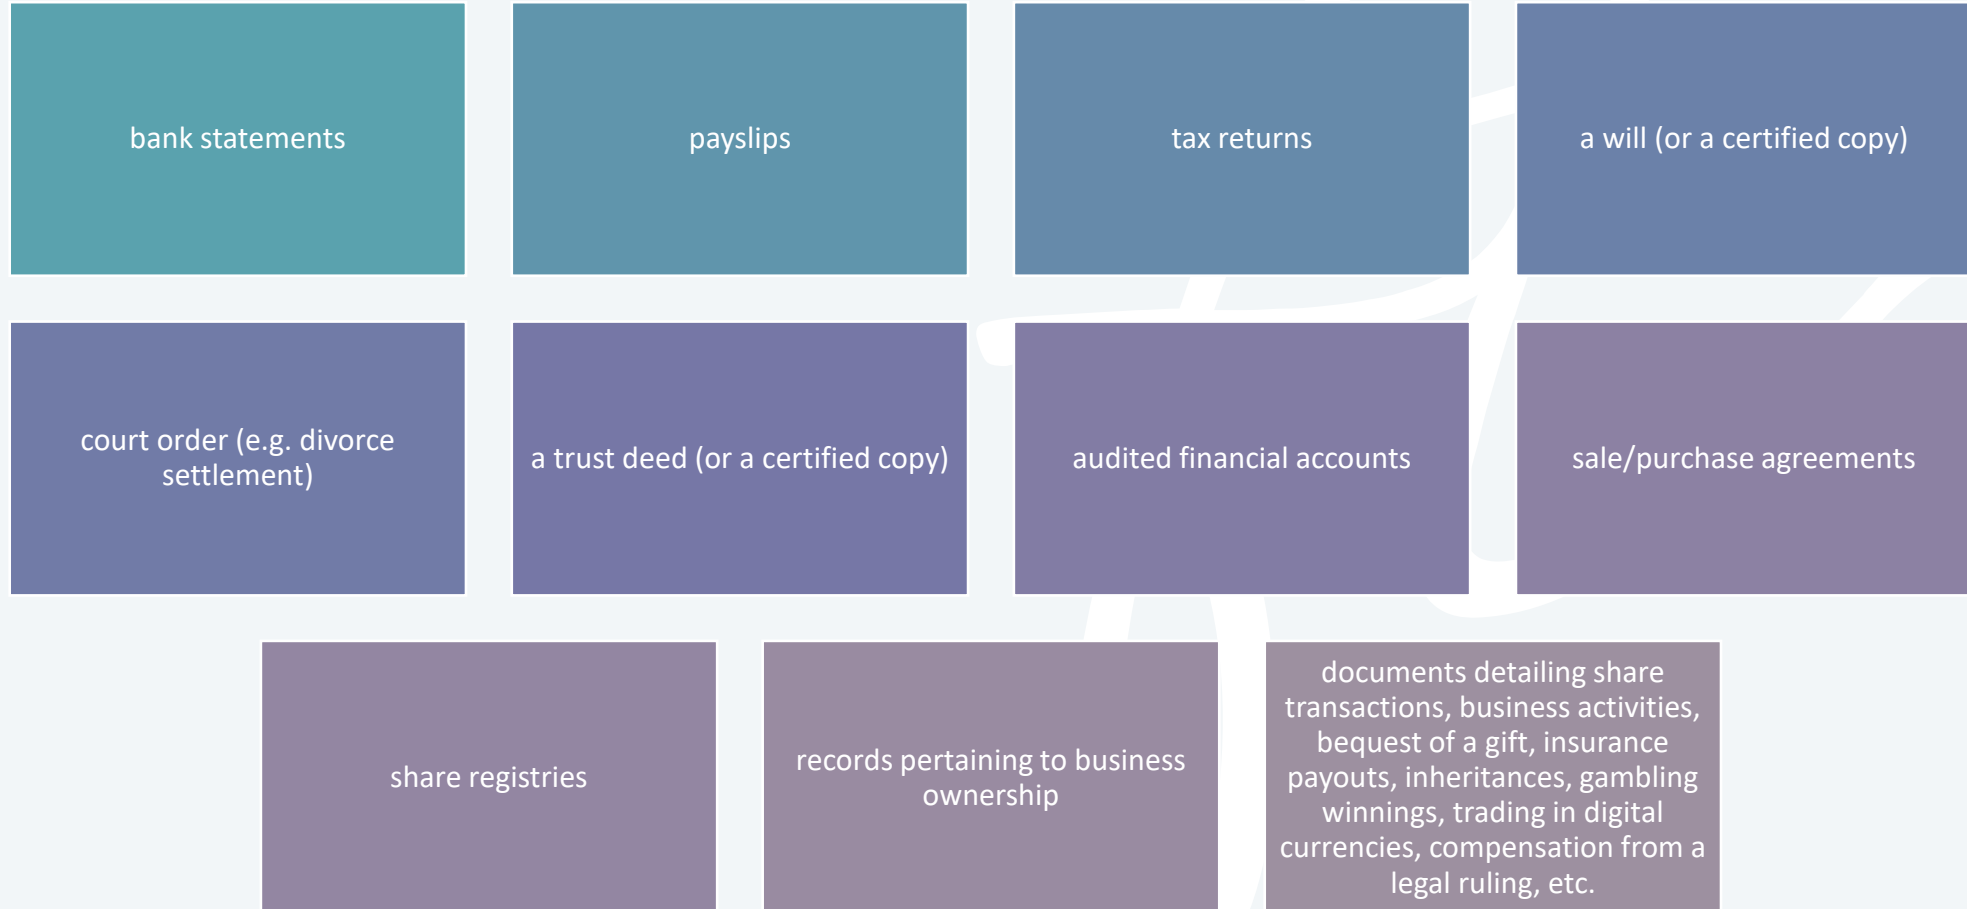 bank statements
payslips
tax returns
a will (or a certified copy)
court order (e.g. divorce
settlement)
a trust deed (or a certified copy)
audited financial accounts
sale/purchase agreements
share registries
records pertaining to business
ownership
documents detailing share
transactions, business activities,
bequest of a gift, insurance
payouts, inheritances, gambling
winnings, trading in digital
currencies, compensation from a
legal ruling, etc.